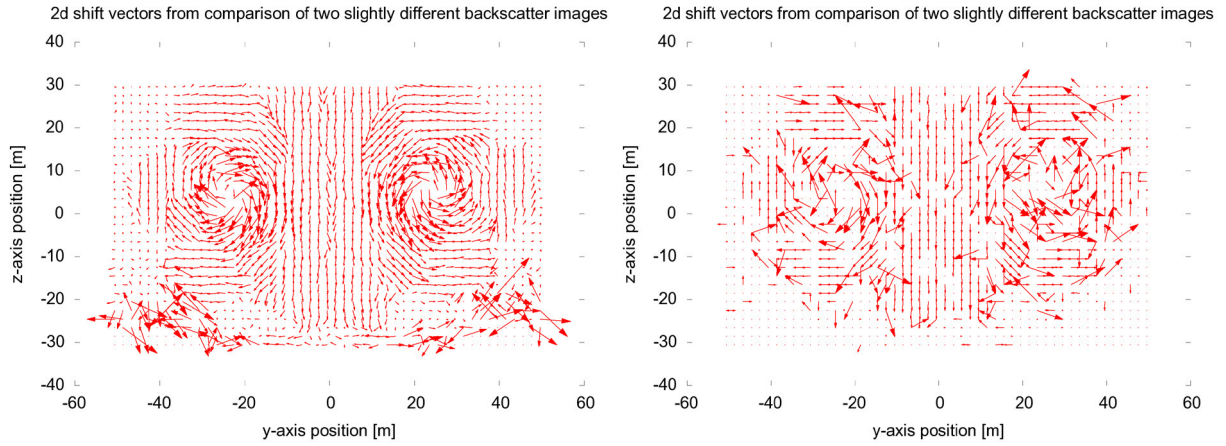 2d shift vectors from comparison of two slightly different backscatter images
40
30
20
10
0
-10
-20
-30
-40
z-axis position [m]
-60 -40 -20 0 20 40 60
y-axis position [m]
2d shift vectors from comparison of two slightly different backscatter images
40
30
20
10
0
-10
-20
-30
-40
z-axis position [m]
-60 -40 -20 0 20 40 60
y-axis position [m]